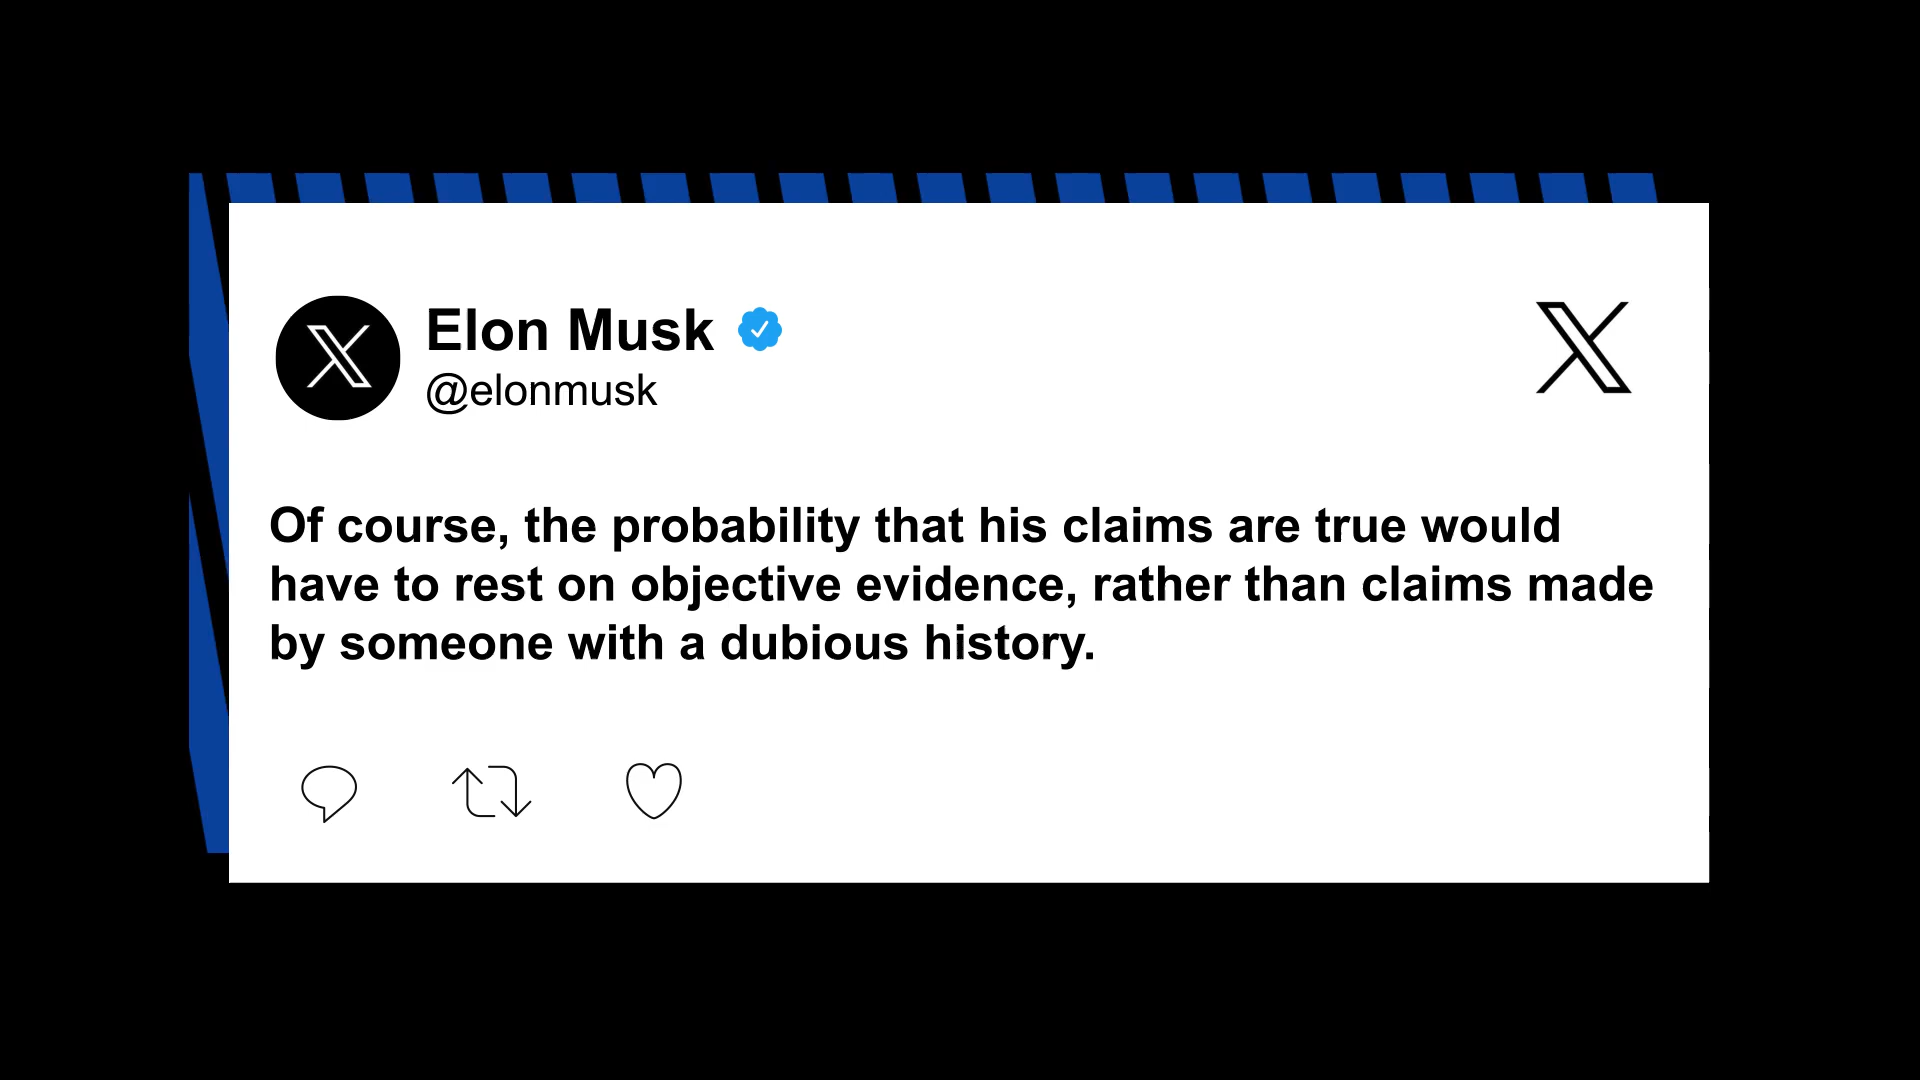 Elon Musk
@elonmusk
Of course, the probability that his claims are true would
have to rest on objective evidence, rather than claims made
by someone with a dubious history.